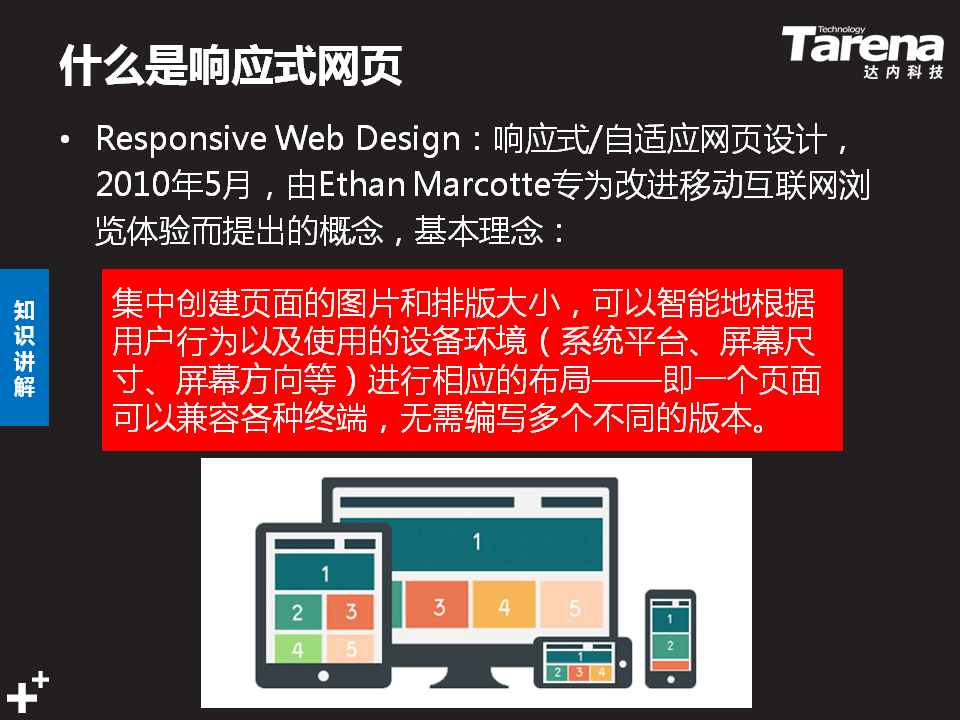 什么是响应式网页
Technology
Tarena
达内科技
• Responsive Web Design：响应式/自适应网页设计，
2010年5月，由Ethan Marcotte专为改进移动互联网浏
览体验而提出的概念，基本理念：
知识讲解
集中创建页面的图片和排版大小，可以智能地根据
用户行为以及使用的设备环境（系统平台、屏幕尺
寸、屏幕方向等）进行相应的布局——即一个页面
可以兼容各种终端，无需编写多个不同的版本。
1
3 4 5
1
2 3
4 5
1
2 3 4
1
2